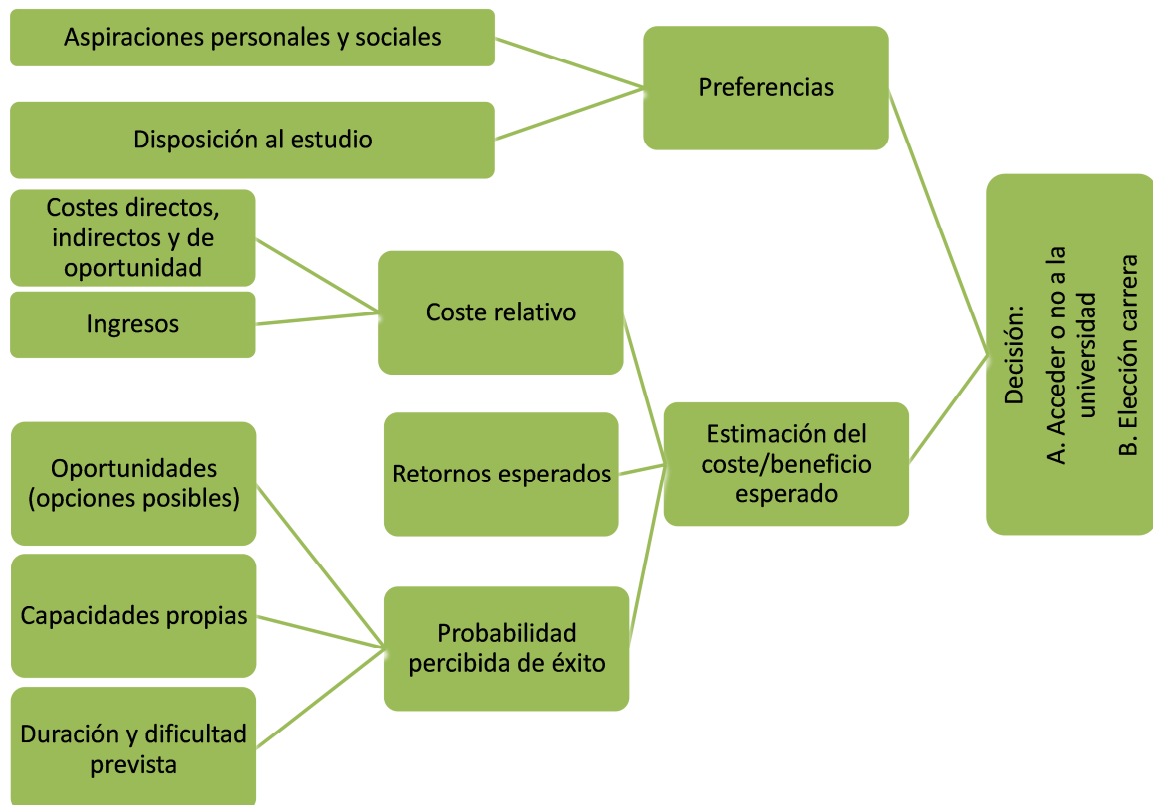 Aspiraciones personales y sociales
Disposición al estudio
Costes directos,
indirectos y de
oportunidad
Ingresos
Oportunidades
(opciones posibles)
Capacidades propias
Duración y dificultad
prevista
Coste relativo
Retornos esperados
Probabilidad
percibida de éxito
Preferencias
Estimación del
coste/beneficio
esperado
Decisión:
A. Acceder o no a la
universidad
B. Elección carrera